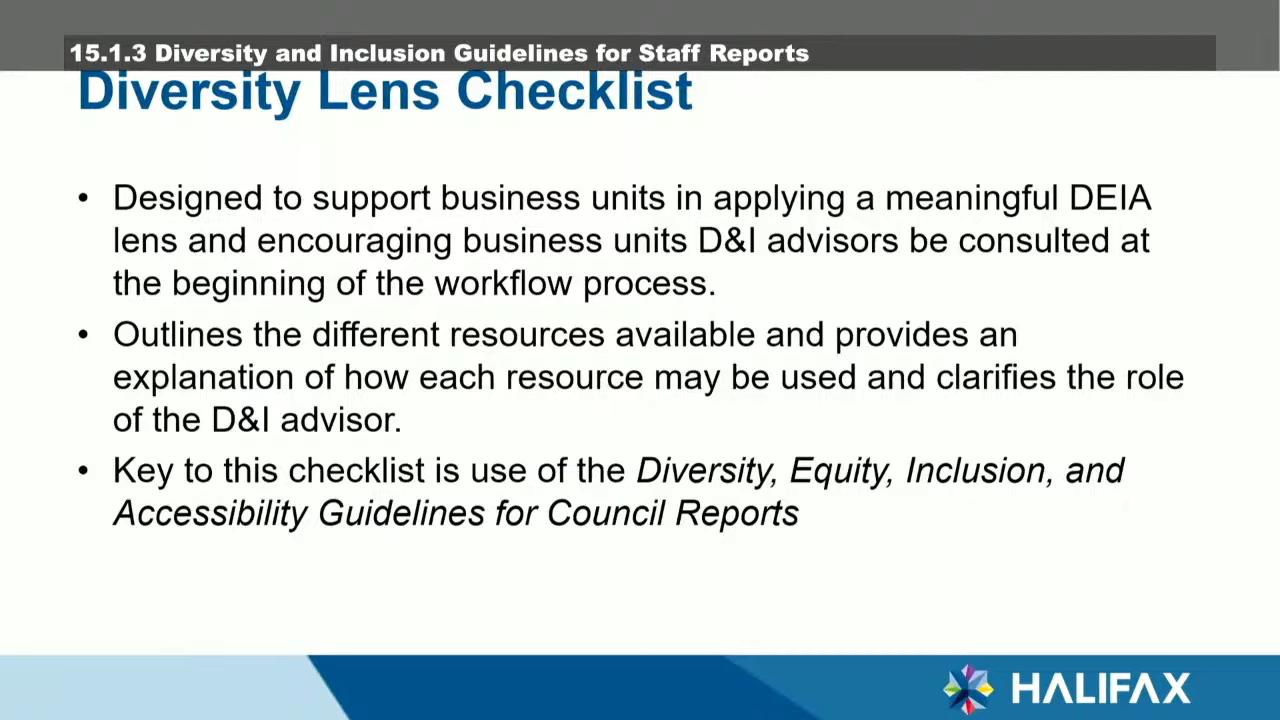 15.1.3 Diversity and Inclusion Guidelines for Staff Reports
Diversity Lens Checklist
• Designed to support business units in applying a meaningful DEIA
lens and encouraging business units D&I advisors be consulted at
the beginning of the workflow process.
• Outlines the different resources available and provides an
explanation of how each resource may be used and clarifies the role
of the D&I advisor.
• Key to this checklist is use of the Diversity, Equity, Inclusion, and
Accessibility Guidelines for Council Reports
HALIFAX